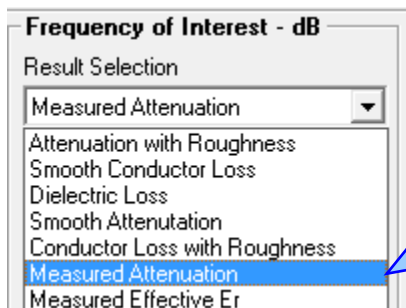 Frequency of Interest - dB
Result Selection
Measured Attenuation
Attenuation with Roughness
Smooth Conductor Loss
Dielectric Loss
Smooth Attenutation
Conductor Loss with Roughness
Measured Attenuation
Measured Effective Er